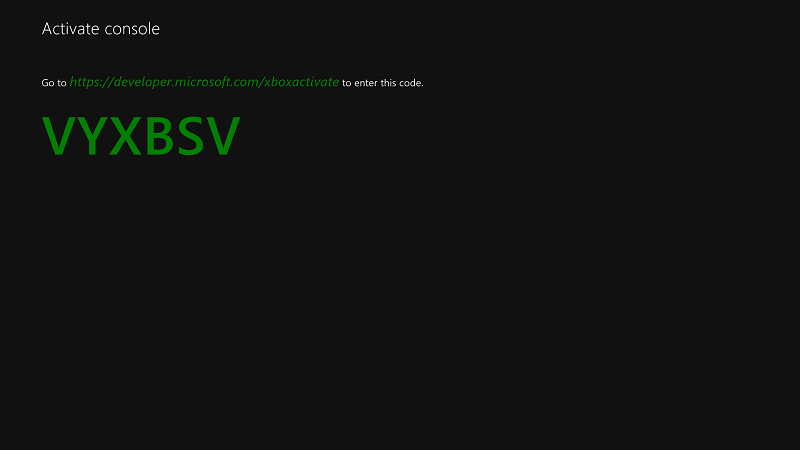 Activate console
Go to https://developer.microsoft.com/xboxactivate to enter this code.
VYXBSV